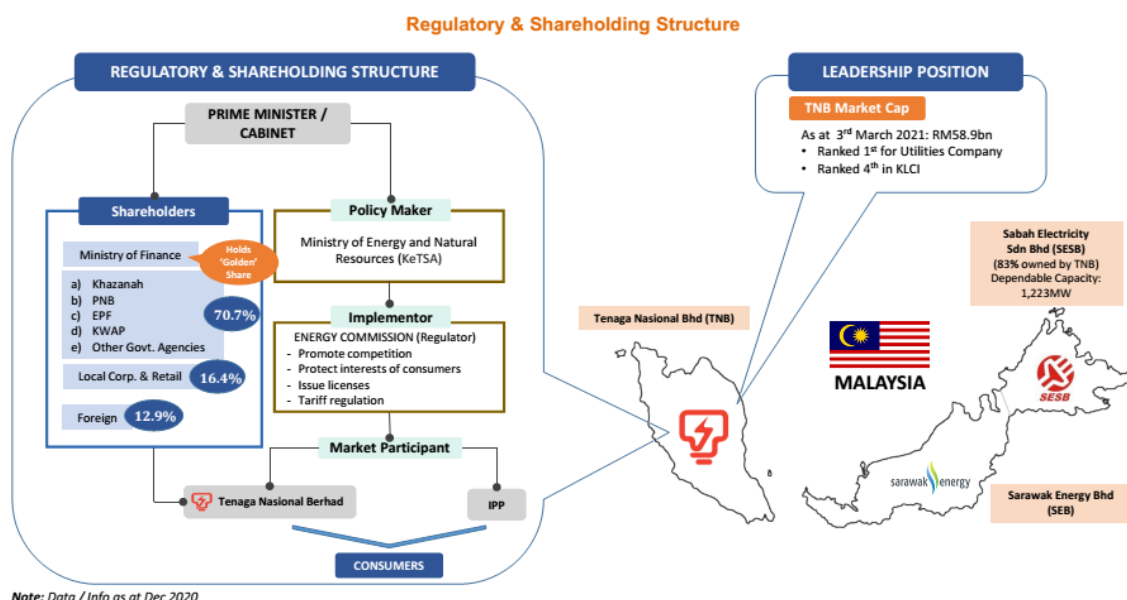 Regulatory & Shareholding Structure
REGULATORY & SHAREHOLDING STRUCTURE
PRIME MINISTER /
CABINET
Shareholders
Ministry of Finance
Holds
'Golden'
Share
a) Khazanah
b) PNB
c) EPF
d) KWAP
e) Other Govt. Agencies
70.7%
Local Corp. & Retail
16.4%
Foreign
12.9%
Policy Maker
Ministry of Energy and Natural
Resources (KeTSA)
Implementor
ENERGY COMMISSION (Regulator)
- Promote competition
- Protect interests of consumers
- Issue licenses
- Tariff regulation
Market Participant
Tenaga Nasional Berhad
IPP
CONSUMERS
LEADERSHIP POSITION
TNB Market Cap
As at 3rd March 2021: RM58.9bn
• Ranked 1st for Utilities Company
• Ranked 4th in KLCI
Tenaga Nasional Bhd (TNB)
MALAYSIA
Sabah Electricity
Sdn Bhd (SESB)
(83% owned by TNB)
Dependable Capacity:
1,223MW
SESB
sarawak energy
Sarawak Energy Bhd
(SEB)
Note: Data / Info as at Dec 2020